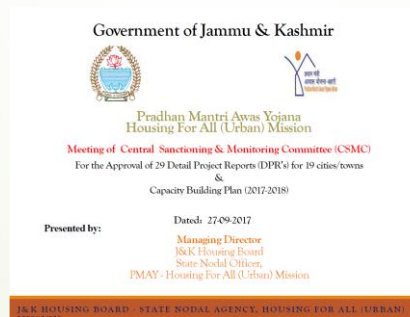 Government of Jammu & Kashmir
Pradhan Mantri Awas Yojana
Housing For All (Urban) Mission
Meeting of Central Sanctioning & Monitoring Committee (CSMC)
For the Approval of 29 Detail Project Reports (DPR's) for 19 cities/towns
&
Capacity Building Plan (2017-2018)
Dated: 27-09-2017
Presented by:
Managing Director
J&K Housing Board
State Nodal Officer,
PMAY - Housing For All (Urban) Mission
J&K HOUSING BOARD - STATE NODAL AGENCY, HOUSING FOR ALL (URBAN)